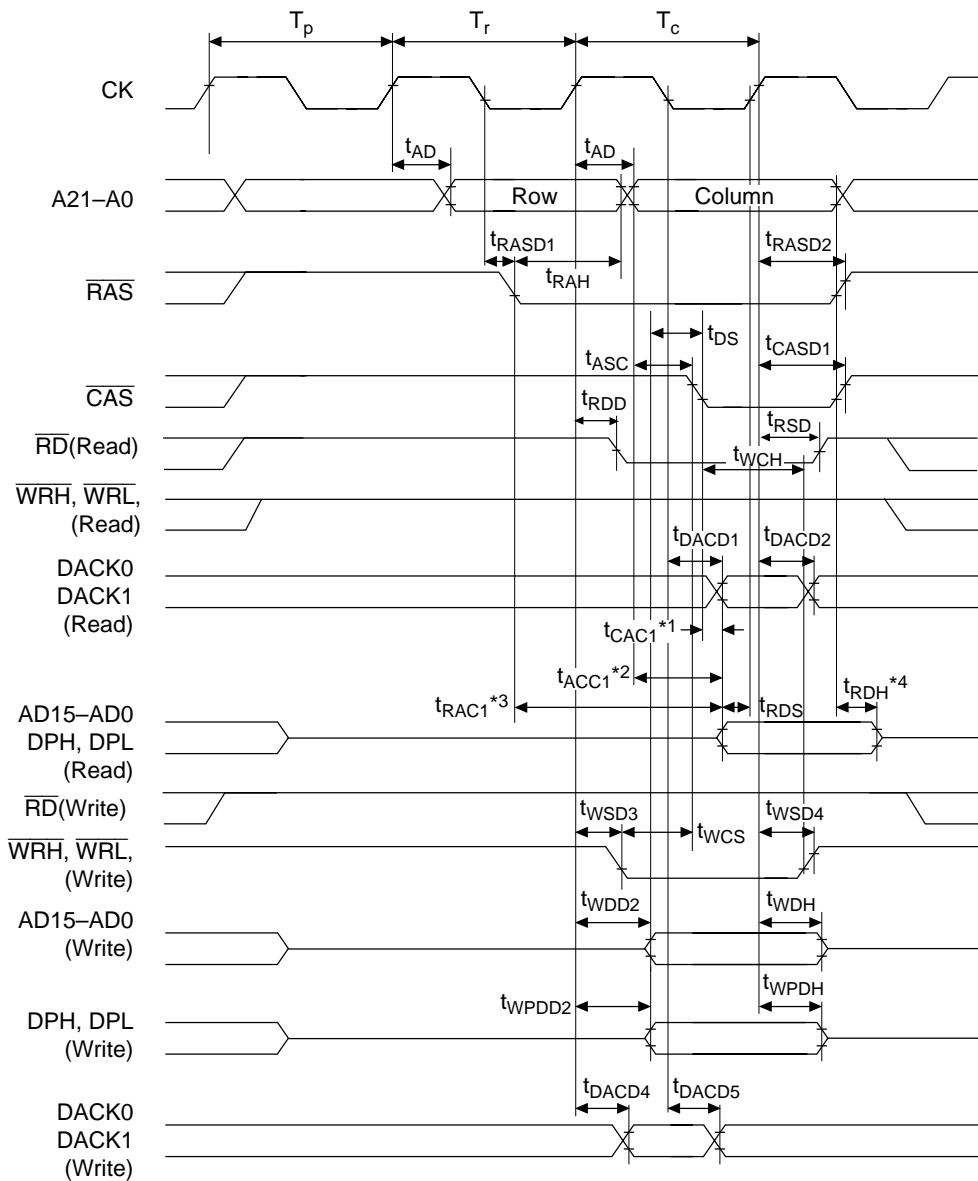 Tp Tr Tc
CK
tAD tAD
A21–A0 Row Column
tRASD1 tRASD2
tRAH
RAS
tDS
tASC tCASD1
CAS
tRDD tRSD
RD(Read) tWCH
WRH, WRL,
(Read)
tDACD1 tDACD2
DACK0
DACK1
(Read)
tCAC1*1
tACC1*2
tRAC1*3 tRDS tRDH*4
AD15–AD0
DPH, DPL
(Read)
RD(Write)
tWSD3 tWCS tWSD4
WRH, WRL,
(Write)
tWDD2 tWDH
AD15–AD0
(Write)
tWPDD2 tWPDH
DPH, DPL
(Write)
tDACD4 tDACD5
DACK0
DACK1
(Write)